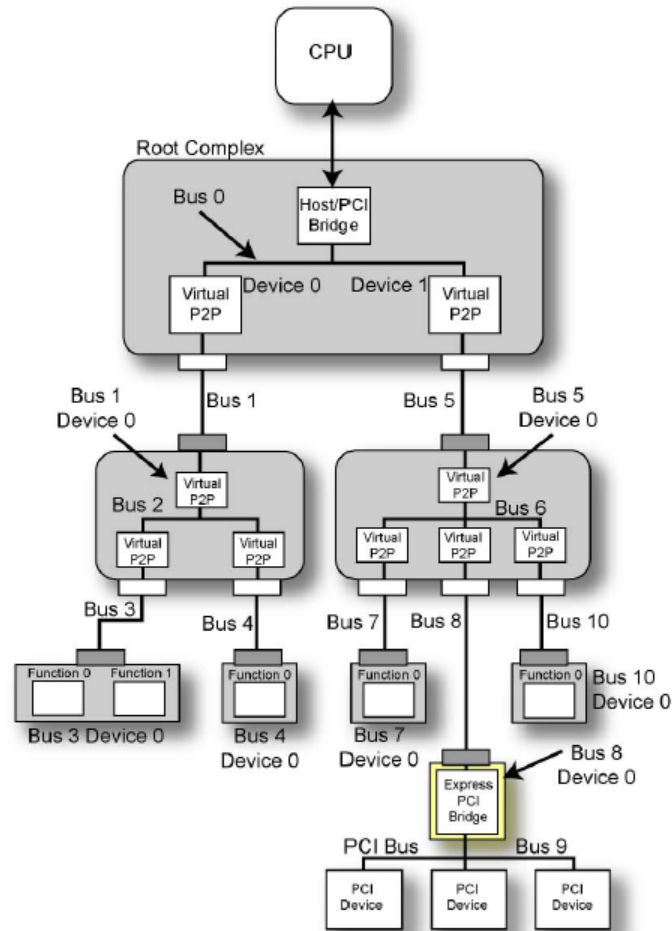 CPU
Root Complex
Bus 0
Host/PCI
Bridge
Device 0
Device 1
Virtual
P2P
Virtual
P2P
Bus 1
Device 0
Bus 1
Bus 5
Bus 5
Device 0
Virtual
P2P
Bus 2
Virtual
P2P
Virtual
P2P
Virtual
P2P
Bus 6
Virtual
P2P
Virtual
P2P
Virtual
P2P
Bus 3
Bus 4
Bus 7
Bus 8
Bus 10
Function 0
Function 1
Bus 3 Device 0
Function 0
Bus 4
Device 0
Function 0
Bus 7
Device 0
Function 0
Bus 10
Device 0
Bus 8
Device 0
Express
PCI
Bridge
PCI Bus
Bus 9
PCI
Device
PCI
Device
PCI
Device